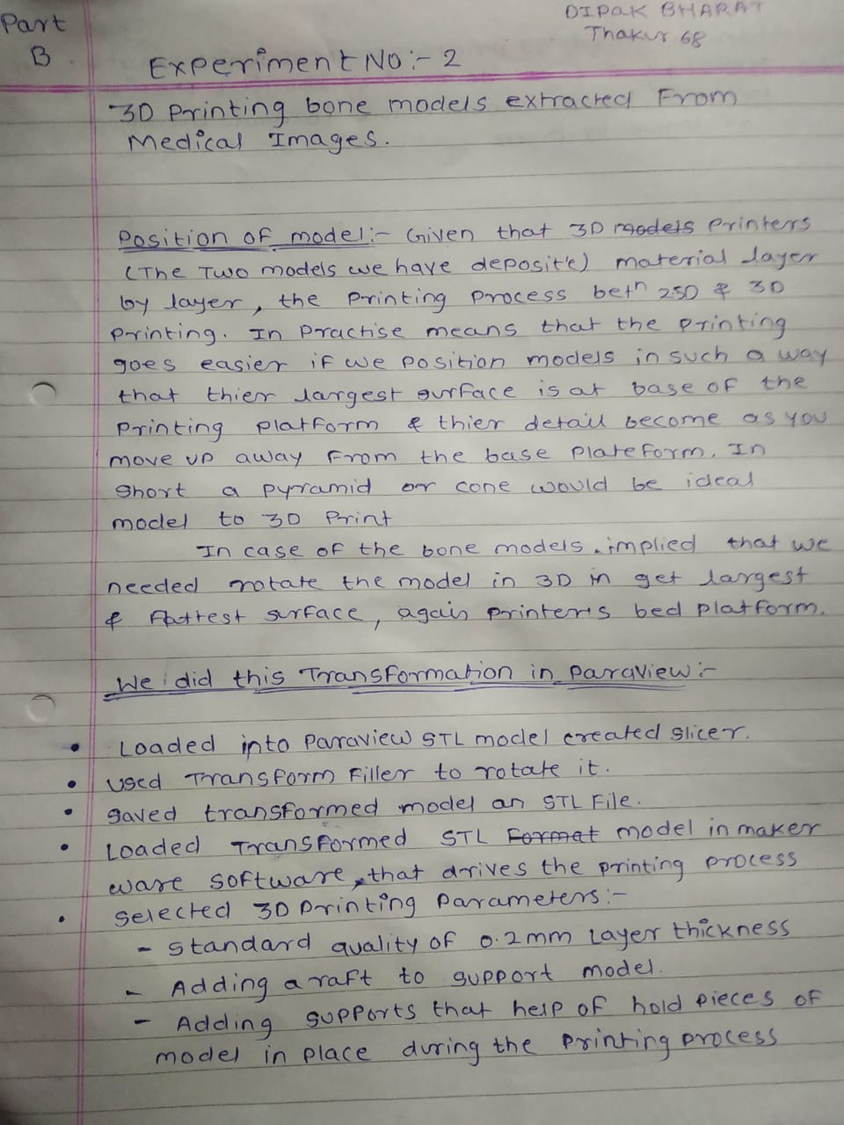 Part
B
DIPAK BHARAT
Thakur 68
Experiment NO:- 2
3D Printing bone models extracted From
Medical Images.
Position of model:- Given that 3D models Printers
(The Two models we have deposit'e) material layer
by layer, the Printing Process betn 25D & 3D
Printing. In Practise means that the Printing
goes easier if we position models in such a way
that thier largest surface is at base of the
Printing platform & thier detail become as you
move up away from the base Plateform. In
short a pyramid or cone would be ideal
model to 3D Print
In case of the bone models. implied that we
needed rotate the model in 3D in get largest
& flattest surface, again printer's bed platform.
We did this Transformation in Paraview:-
• Loaded into Paraview STL model created slicer.
• used Transform Filler to rotate it.
• saved transformed model an STL File.
• Loaded Transformed STL Format model in maker
ware software, that drives the printing process
• selected 3D Printing Parameters:-
- standard quality of 0.2mm Layer thickness
- Adding a raft to support model.
- Adding supports that help of hold pieces of
model in place during the Printing process